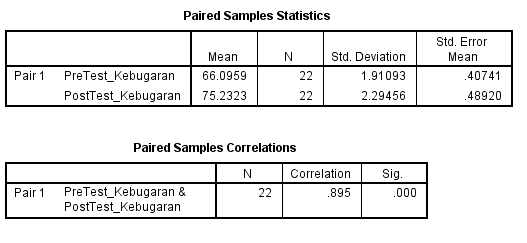 Paired Samples Statistics
Mean N Std. Deviation Std. Error Mean
Pair 1 PreTest_Kebugaran 66.0959 22 1.91093 .40741
PostTest_Kebugaran 75.2323 22 2.29456 .48920
Paired Samples Correlations
N Correlation Sig.
Pair 1 PreTest_Kebugaran & PostTest_Kebugaran 22 .895 .000